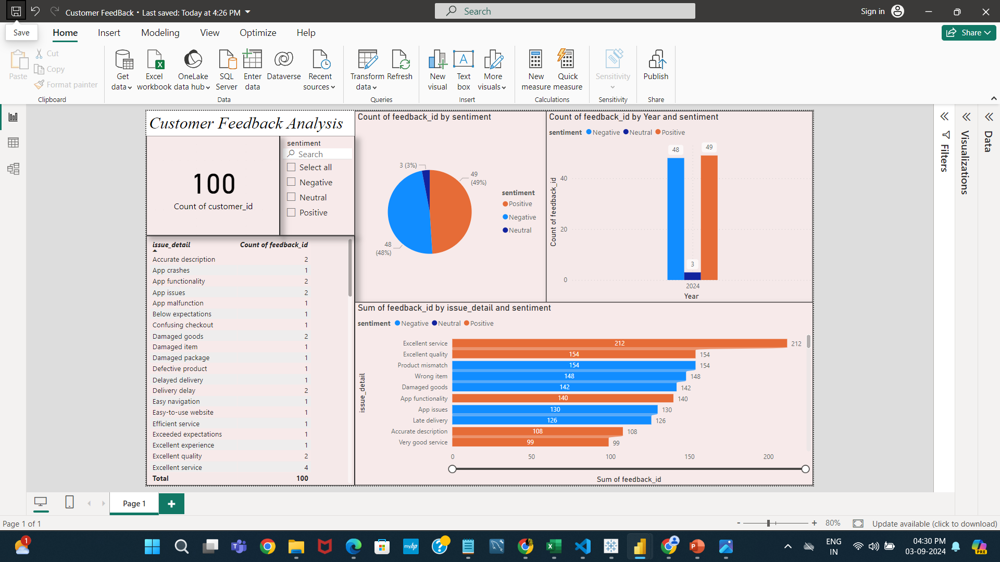 Customer FeedBack • Last saved: Today at 4:26 PM
Search
Sign in
Save
Home
Insert
Modeling
View
Optimize
Help
Share
Paste
Cut
Copy
Format painter
Clipboard
Get data
Excel workbook
OneLake data hub
SQL Server
Enter data
Dataverse
Recent sources
Data
Transform data
Refresh
Queries
New visual
Text box
More visuals
Insert
New measure
Quick measure
Calculations
Sensitivity
Sensitivity
Publish
Share
Customer Feedback Analysis
100
Count of customer_id
sentiment
Search
Select all
Negative
Neutral
Positive
Count of feedback_id by sentiment
3 (3%)
49
(49%)
48
(48%)
sentiment
Positive
Negative
Neutral
Count of feedback_id by Year and sentiment
sentiment Negative Neutral Positive
Count of feedback_id
40
20
0
48
3
49
2024
Year
issue_detail Count of feedback_id
Accurate description 2
App crashes 1
App functionality 2
App issues 2
App malfunction 1
Below expectations 1
Confusing checkout 1
Damaged goods 2
Damaged item 1
Damaged package 1
Defective product 1
Delayed delivery 1
Delivery delay 2
Easy navigation 1
Easy-to-use website 1
Efficient service 1
Exceeded expectations 1
Excellent experience 1
Excellent quality 2
Excellent service 4
Total 100
Sum of feedback_id by issue_detail and sentiment
sentiment Negative Neutral Positive
issue_detail
Excellent service 212 212
Excellent quality 154 154
Product mismatch 154 154
Wrong item 148 148
Damaged goods 142 142
App functionality 140 140
App issues 130 130
Late delivery 126 126
Accurate description 108 108
Very good service 99 99
0 50 100 150 200
Sum of feedback_id
Filters
Visualizations
Data
Page 1
+
Page 1 of 1
- + 80%
Update available (click to download)
1
myhp
ENG
IN
04:30 PM
03-09-2024
PRE